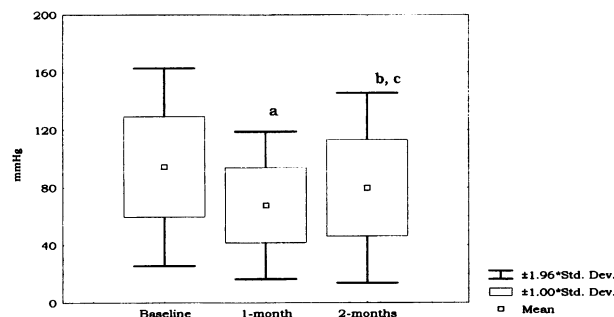 200
160
120
80
40
0
mmHg
a
b, c
Baseline
1-month
2-months
±1.96*Std. Dev.
±1.00*Std. Dev.
Mean